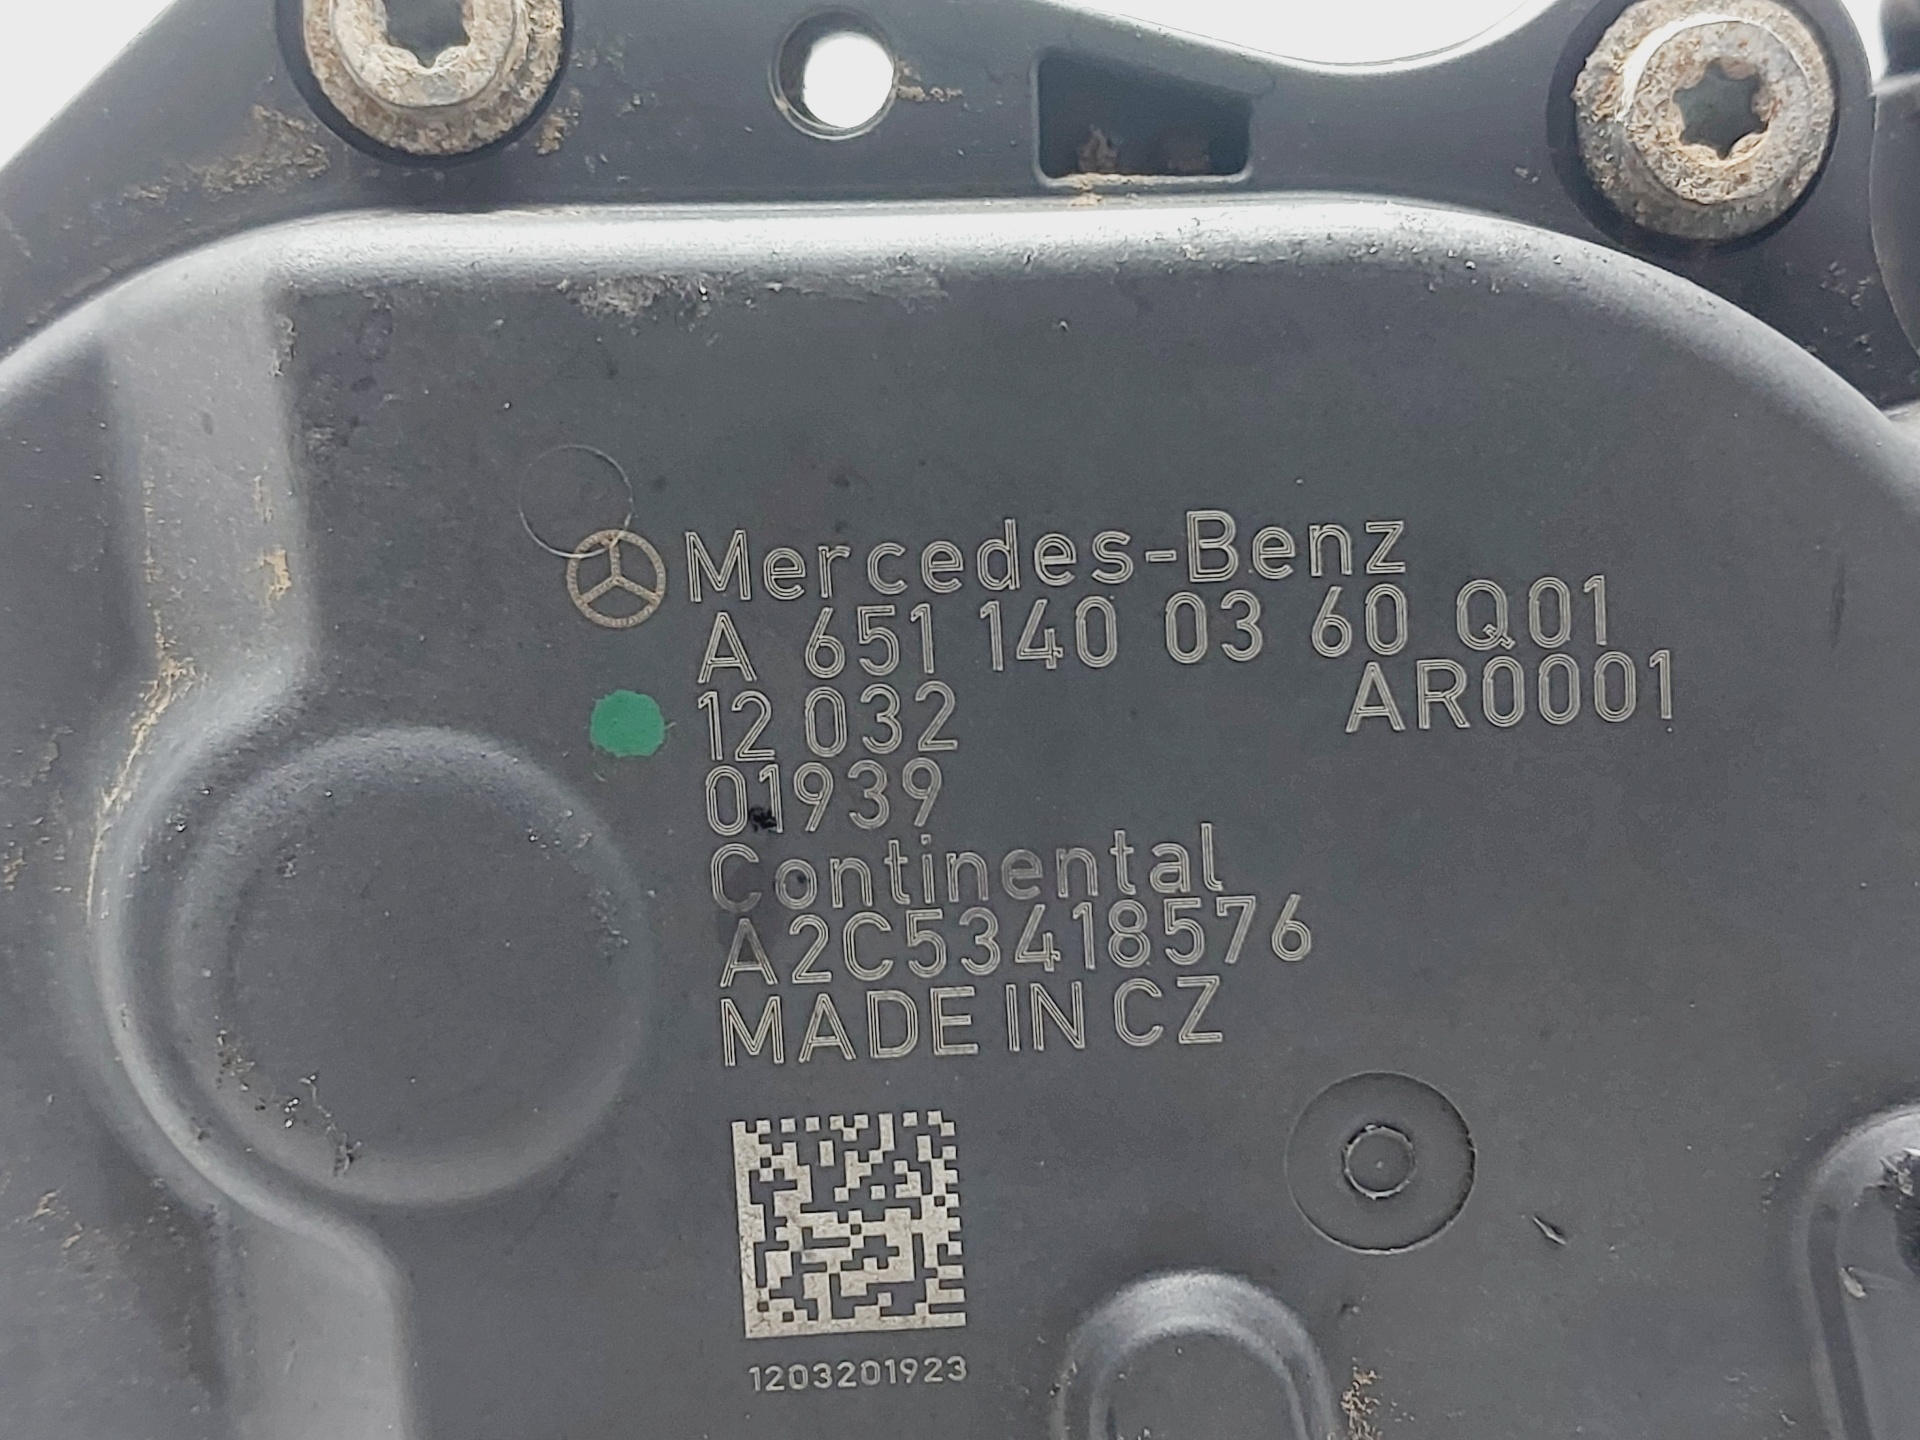 Mercedes-Benz
A 651 140 03 60 Q01
AR0001
12 032
01939
Continental
A2C53418576
MADE IN CZ
1203201923